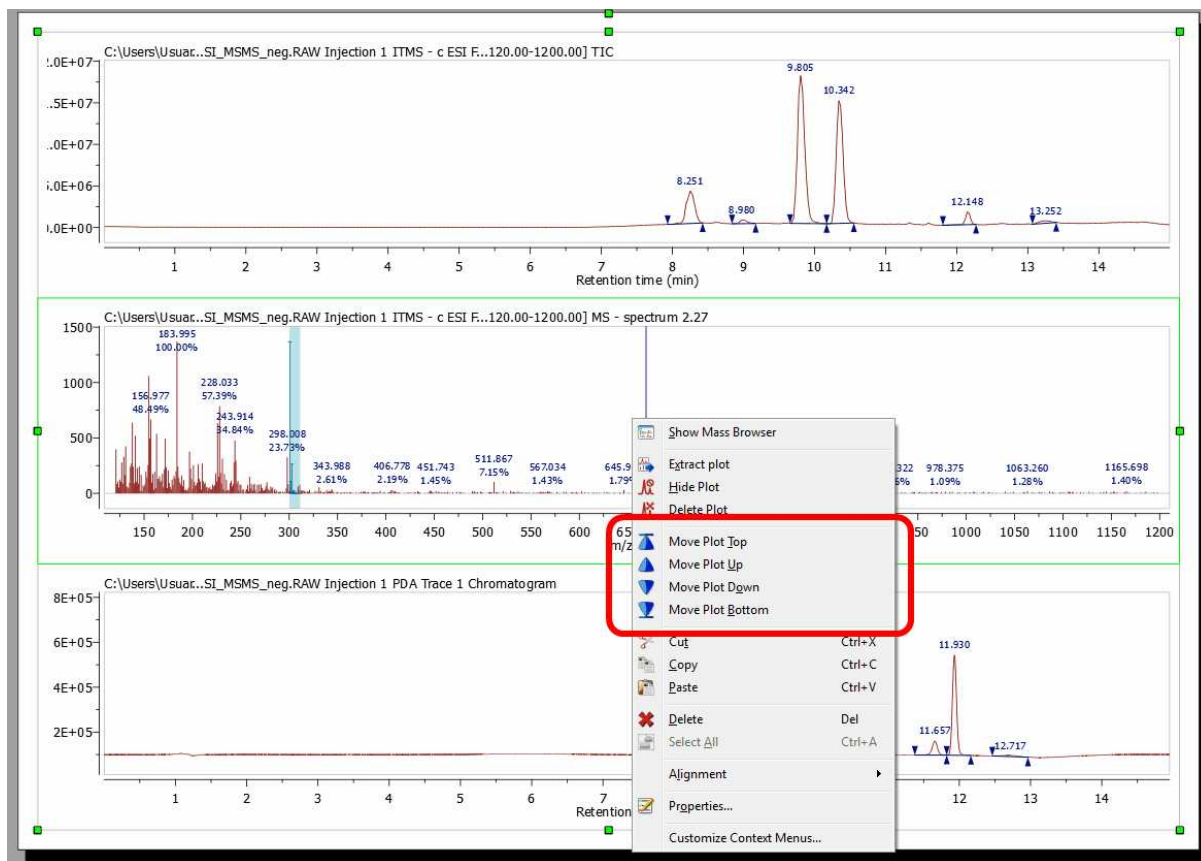 C:\Users\Usuar...SI_MSMS_neg.RAW Injection 1 ITMS - c ESI F...120.00-1200.00] TIC
.0E+07
.5E+07
.0E+07
.0E+06
.0E+00
8.251
8.980
9.805
10.342
12.148
13.252
1 2 3 4 5 6 7 8 9 10 11 12 13 14
Retention time (min)
C:\Users\Usuar...SI_MSMS_neg.RAW Injection 1 ITMS - c ESI F...120.00-1200.00] MS - spectrum 2.27
1500
1000
500
0
183.995
100.00%
156.977
48.49%
228.033
57.39%
243.914
34.84%
298.008
23.73%
343.988
2.61%
406.778
2.19%
451.743
1.45%
511.867
7.15%
567.034
1.43%
645.9
1.79
322
978.375
1.09%
1063.260
1.28%
1165.698
1.40%
150 200 250 300 350 400 450 500 550 600 65 950 1000 1050 1100 1150 1200
m/z
Show Mass Browser
Extract plot
Hide Plot
Delete Plot
Move Plot Top
Move Plot Up
Move Plot Down
Move Plot Bottom
Cut Ctrl+X
Copy Ctrl+C
Paste Ctrl+V
Delete Del
Select All Ctrl+A
Alignment
Properties...
Customize Context Menus...
C:\Users\Usuar...SI_MSMS_neg.RAW Injection 1 PDA Trace 1 Chromatogram
8E+05
6E+05
4E+05
2E+05
11.657
11.930
12.717
1 2 3 4 5 6 7 12 13 14
Retention